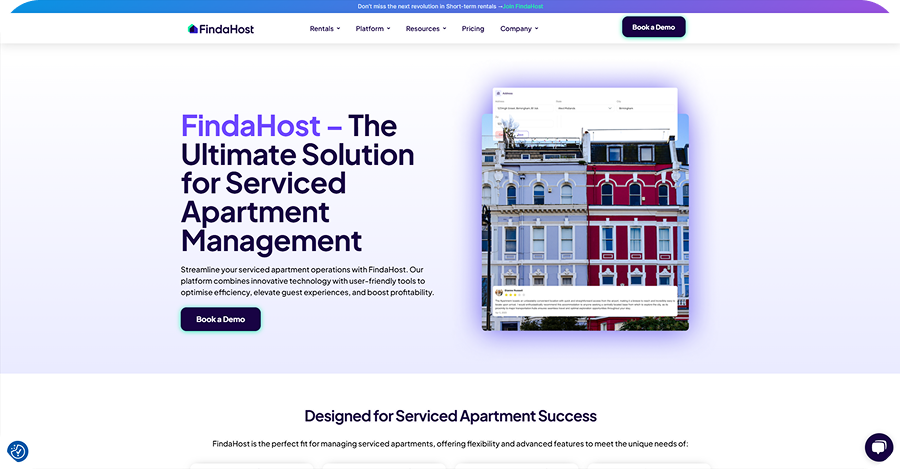 Don't miss the next revolution in Short-term rentals →Join FindaHost
FindaHost
Rentals
Platform
Resources
Pricing
Company
Book a Demo
FindaHost – The
Ultimate Solution
for Serviced
Apartment
Management
Streamline your serviced apartment operations with FindaHost. Our
platform combines innovative technology with user-friendly tools to
optimise efficiency, elevate guest experiences, and boost profitability.
Book a Demo
Designed for Serviced Apartment Success
FindaHost is the perfect fit for managing serviced apartments, offering flexibility and advanced features to meet the unique needs of: